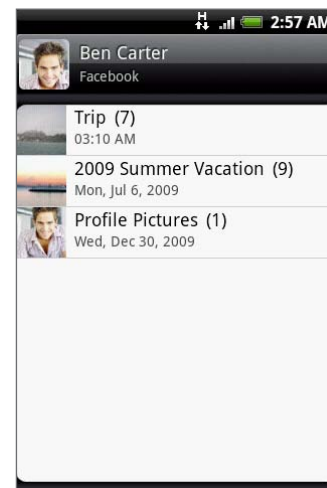 H
2:57 AM
Ben Carter
Facebook
Trip (7)
03:10 AM
2009 Summer Vacation (9)
Mon, Jul 6, 2009
Profile Pictures (1)
Wed, Dec 30, 2009